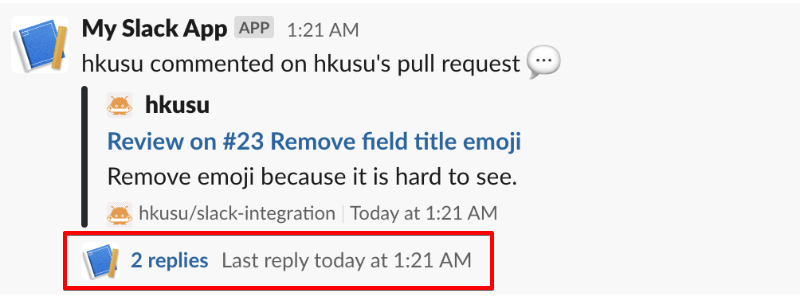 My Slack App APP 1:21 AM
hkusu commented on hkusu's pull request 💬
hkusu
Review on #23 Remove field title emoji
Remove emoji because it is hard to see.
hkusu/slack-integration | Today at 1:21 AM
2 replies Last reply today at 1:21 AM